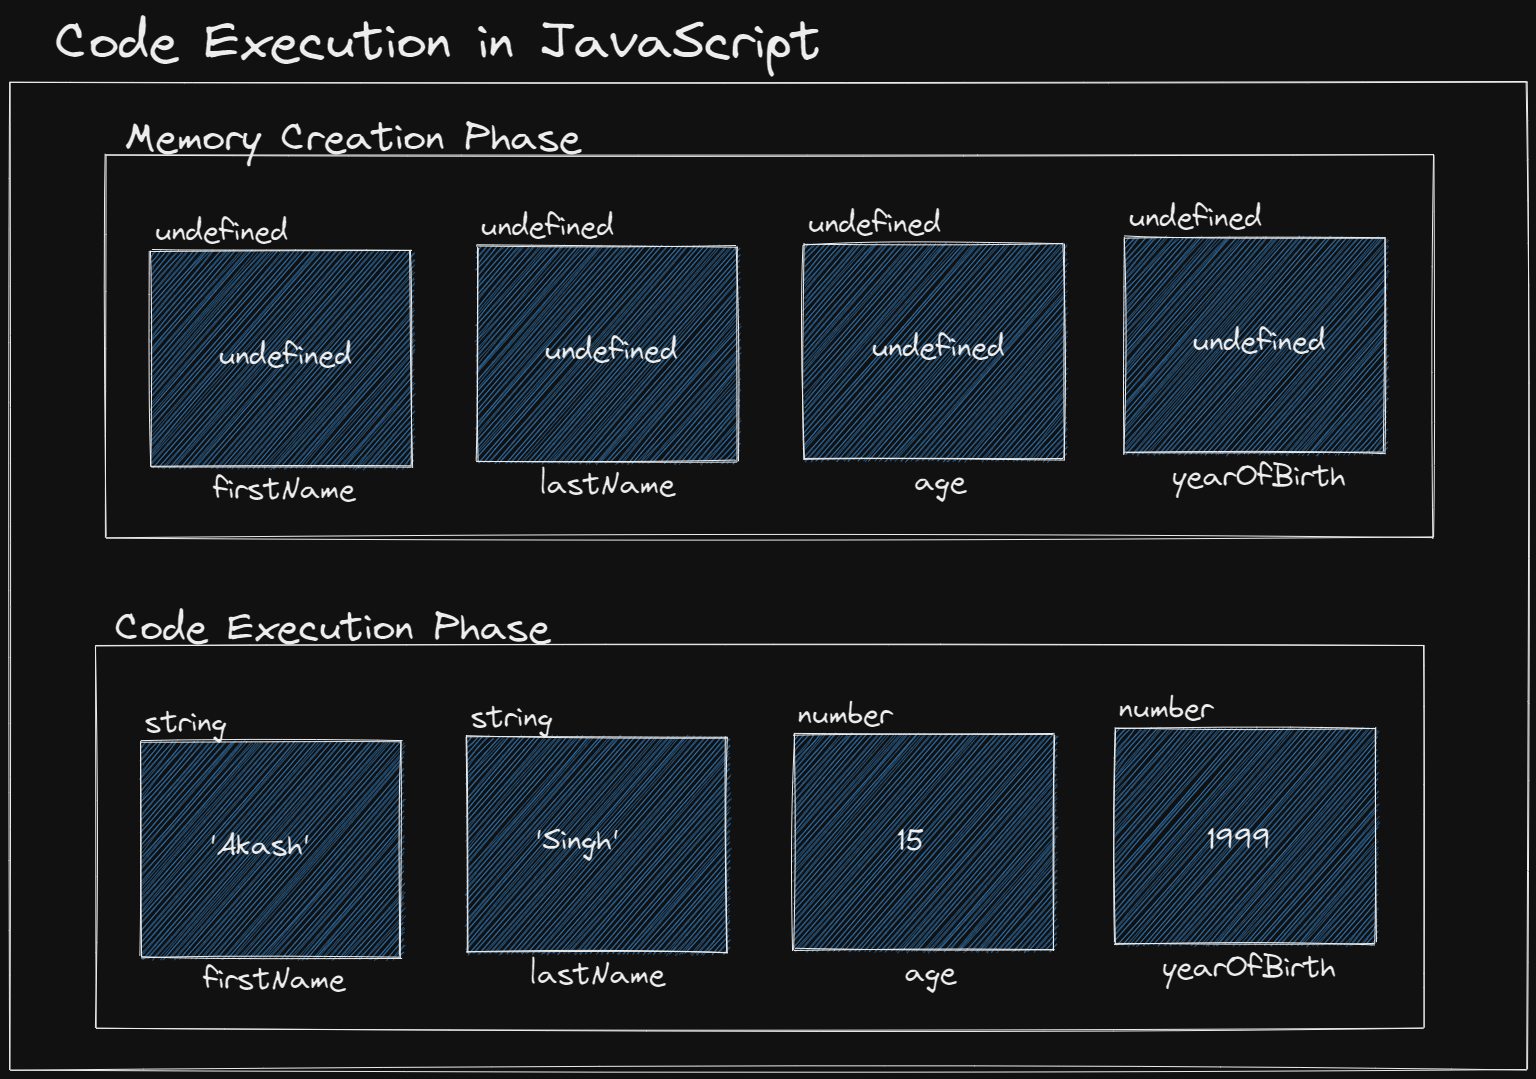 Code Execution in JavaScript
Memory Creation Phase
undefined undefined undefined undefined
undefined undefined undefined undefined
firstName lastName age yearOfBirth
Code Execution Phase
string string number number
'Akash' 'Singh' 15 1999
firstName lastName age yearOfBirth